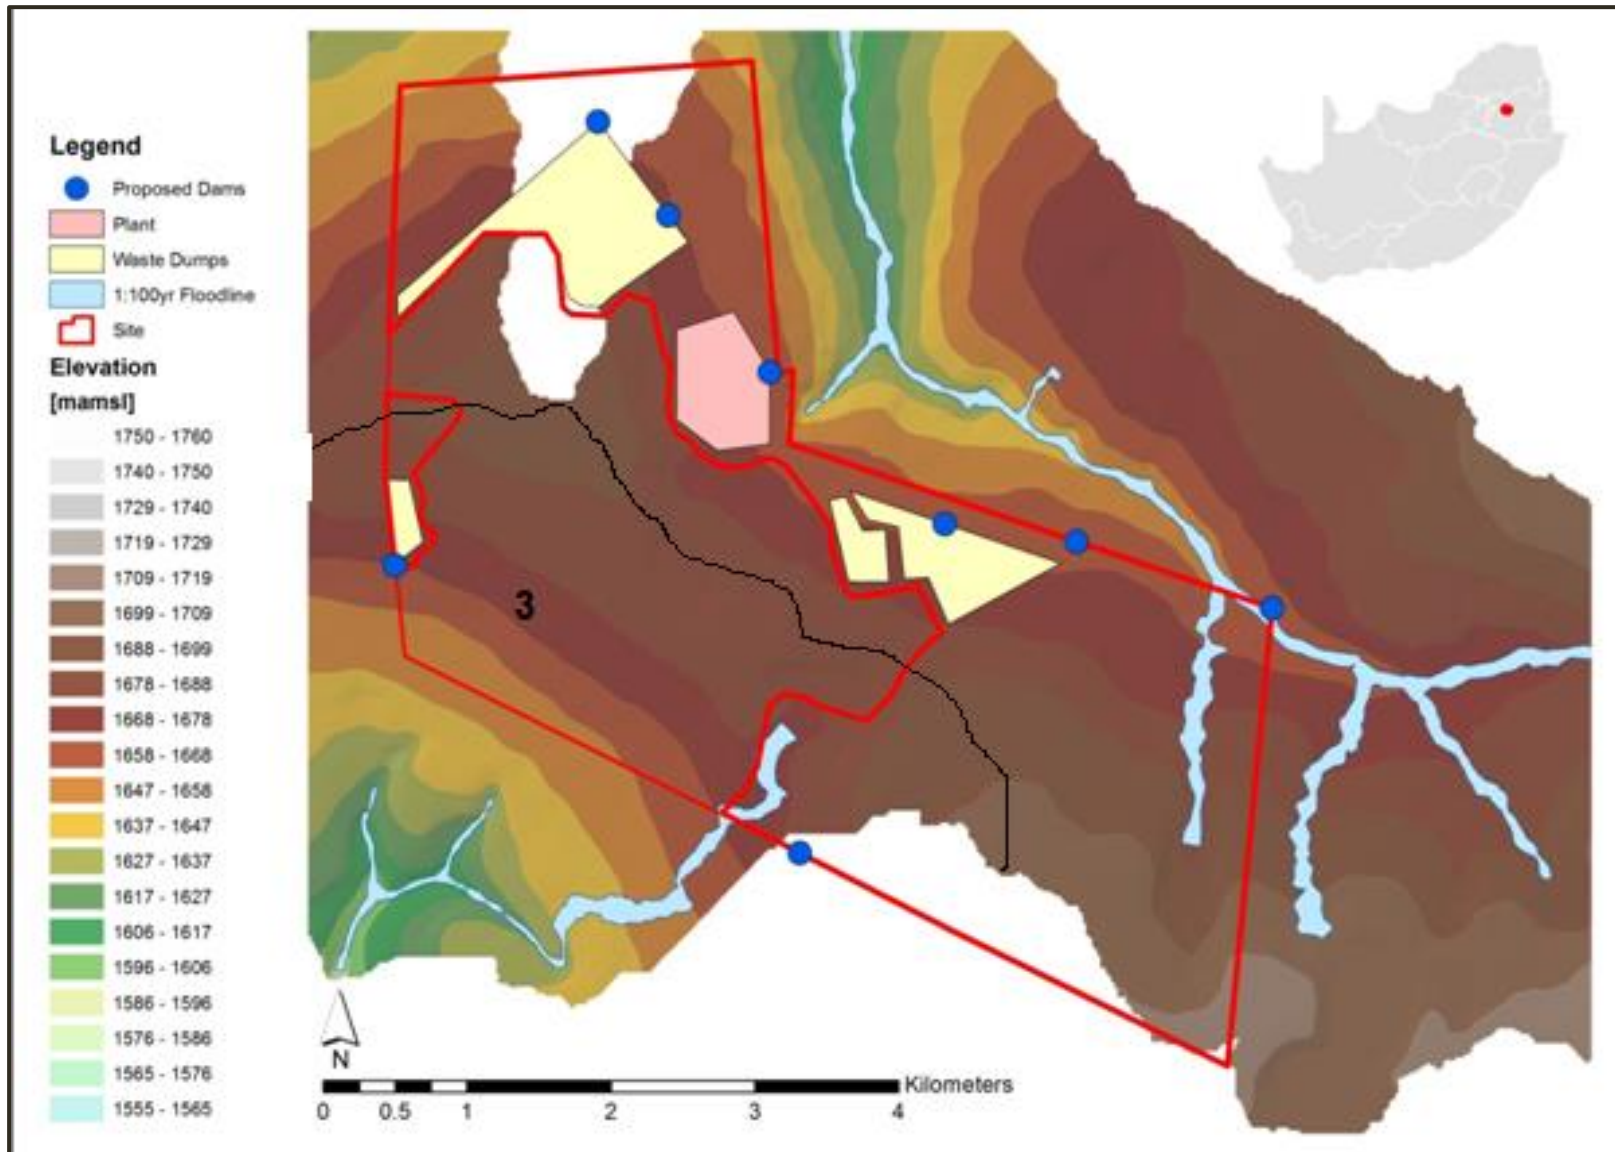 Legend
Proposed Dams
Plant
Waste Dumps
1:100yr Floodline
Site
Elevation
[mamsl]
1750 - 1760
1740 - 1750
1729 - 1740
1719 - 1729
1709 - 1719
1699 - 1709
1688 - 1699
1678 - 1688
1668 - 1678
1658 - 1668
1647 - 1658
1637 - 1647
1627 - 1637
1617 - 1627
1606 - 1617
1596 - 1606
1586 - 1596
1576 - 1586
1565 - 1576
1555 - 1565
3
N
Kilometers
0 0.5 1 2 3 4